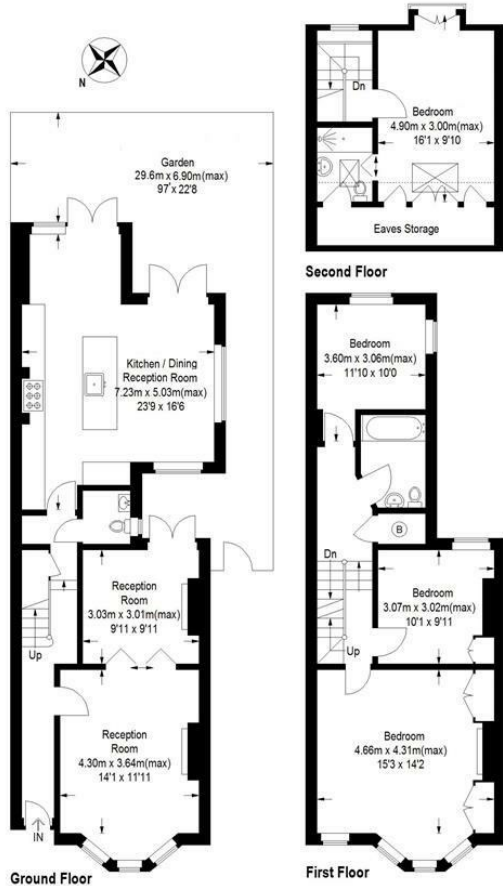 N
Garden
29.6m x 6.90m(max)
97' x 22'8
Kitchen / Dining
Reception Room
7.23m x 5.03m(max)
23'9 x 16'6
Reception
Room
3.03m x 3.01m(max)
9'11 x 9'11
Up
Reception
Room
4.30m x 3.64m(max)
14'1 x 11'11
IN
Ground Floor
Dn
Bedroom
4.90m x 3.00m(max)
16'1 x 9'10
Eaves Storage
Second Floor
Bedroom
3.60m x 3.06m(max)
11'10 x 10'0
B
Dn
Bedroom
3.07m x 3.02m(max)
10'1 x 9'11
Up
Bedroom
4.66m x 4.31m(max)
15'3 x 14'2
First Floor